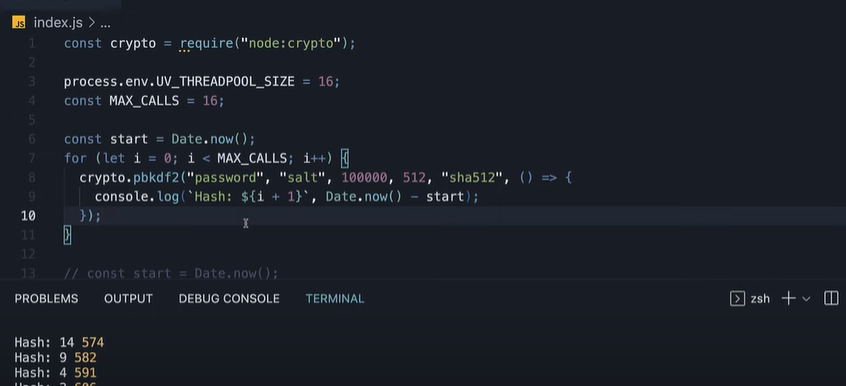 JS index.js > ...
1 const crypto = require("node:crypto");
2
3 process.env.UV_THREADPOOL_SIZE = 16;
4 const MAX_CALLS = 16;
5
6 const start = Date.now();
7 for (let i = 0; i < MAX_CALLS; i++) {
8 crypto.pbkdf2("password", "salt", 100000, 512, "sha512", () => {
9 console.log(`Hash: ${i + 1}`, Date.now() - start);
10 });
11 }
12
13 // const start = Date.now();
PROBLEMS OUTPUT DEBUG CONSOLE TERMINAL zsh
Hash: 14 574
Hash: 9 582
Hash: 4 591